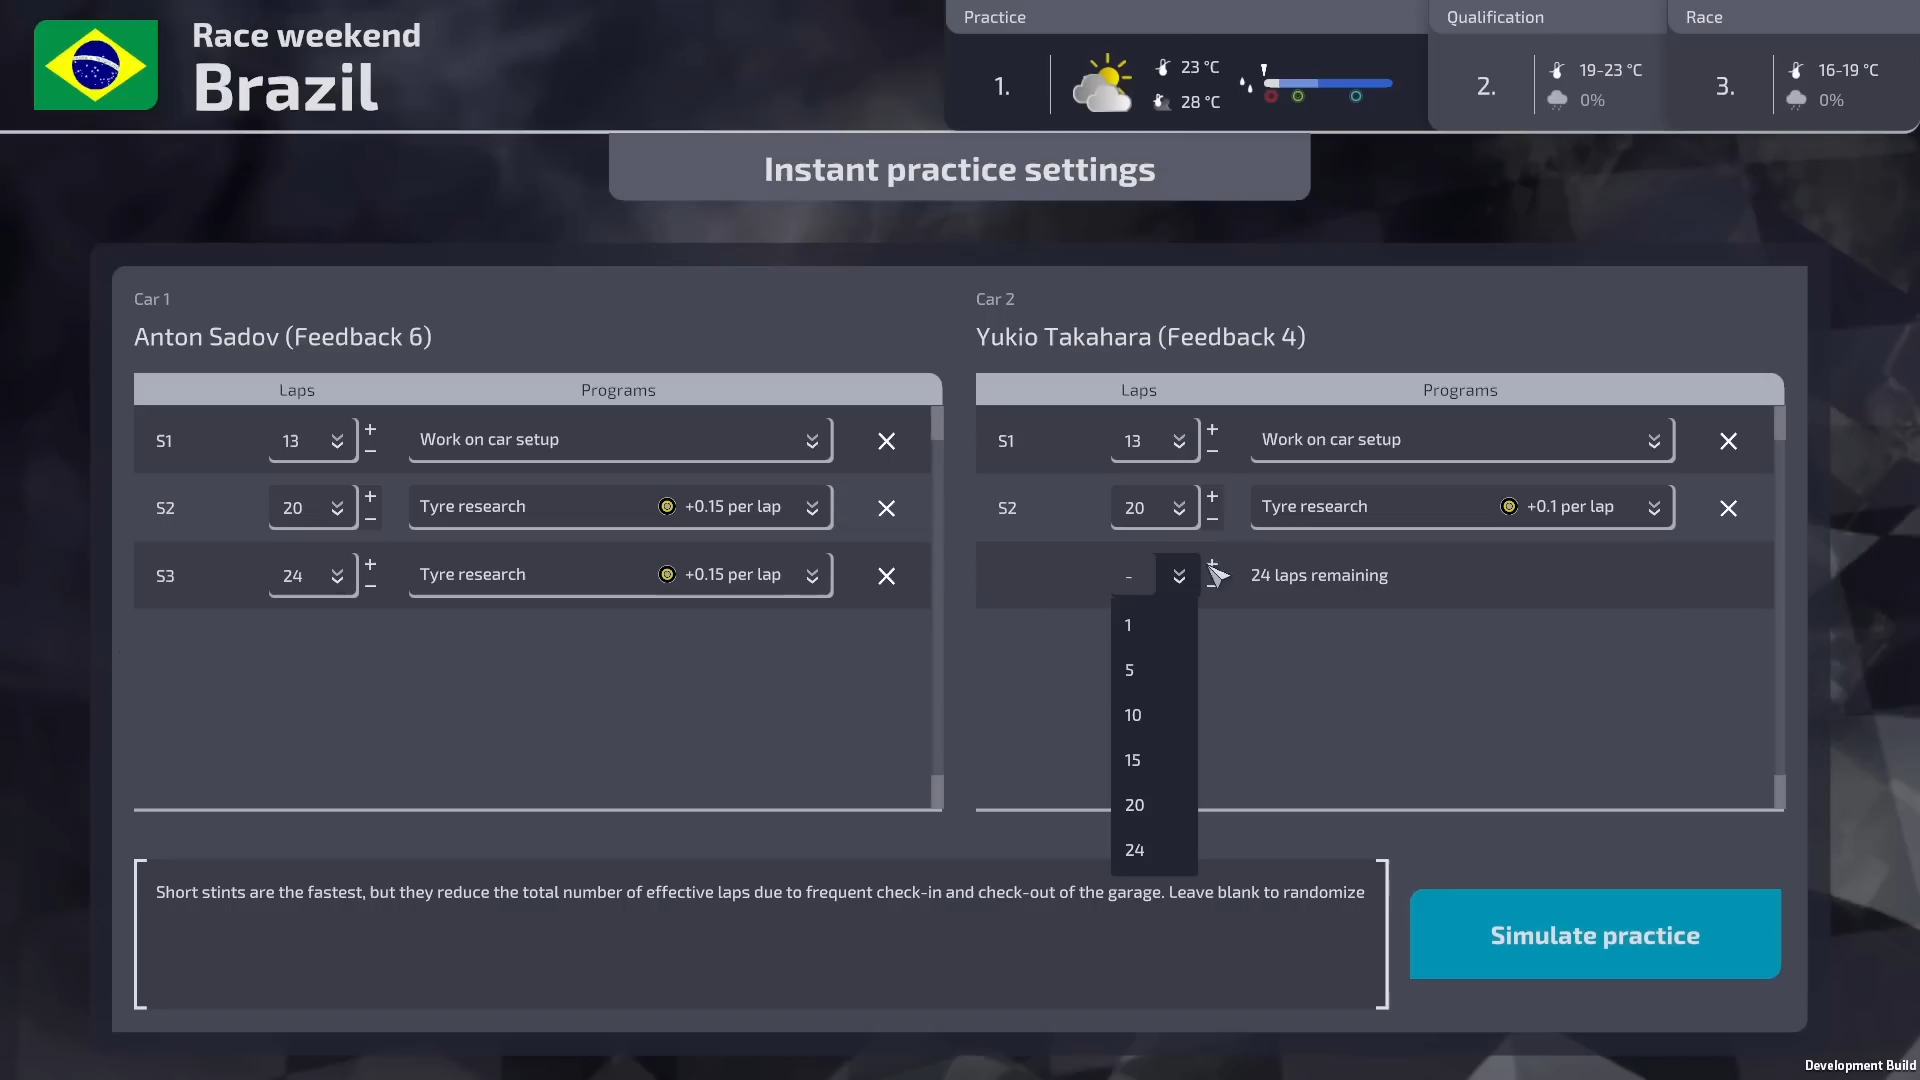 Race weekend
Brazil
Practice
1.
23 °C
28 °C
Qualification
2.
19-23 °C
0%
Race
3.
16-19 °C
0%
Instant practice settings
Car 1
Anton Sadov (Feedback 6)
Laps Programs
S1 13 + - Work on car setup
S2 20 + - Tyre research +0.15 per lap
S3 24 + - Tyre research +0.15 per lap
Car 2
Yukio Takahara (Feedback 4)
Laps Programs
S1 13 + - Work on car setup
S2 20 + - Tyre research +0.1 per lap
- 24 laps remaining
1
5
10
15
20
24
Short stints are the fastest, but they reduce the total number of effective laps due to frequent check-in and check-out of the garage. Leave blank to randomize
Simulate practice
Development Build